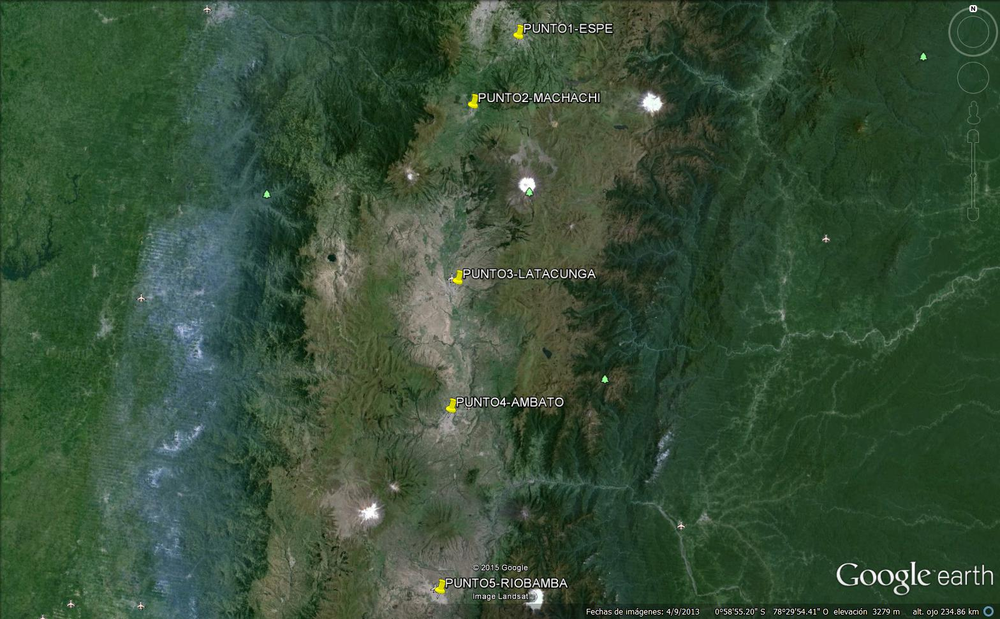 N
PUNTO1-ESPE
PUNTO2-MACHACHI
PUNTO3-LATACUNGA
PUNTO4-AMBATO
© 2015 Google
PUNTO5-RIOBAMBA
Image Landsat
Google earth
Fechas de imágenes: 4/9/2013 0°58'55.20" S 78°29'54.41" O elevación 3279 m alt. ojo 234.86 km